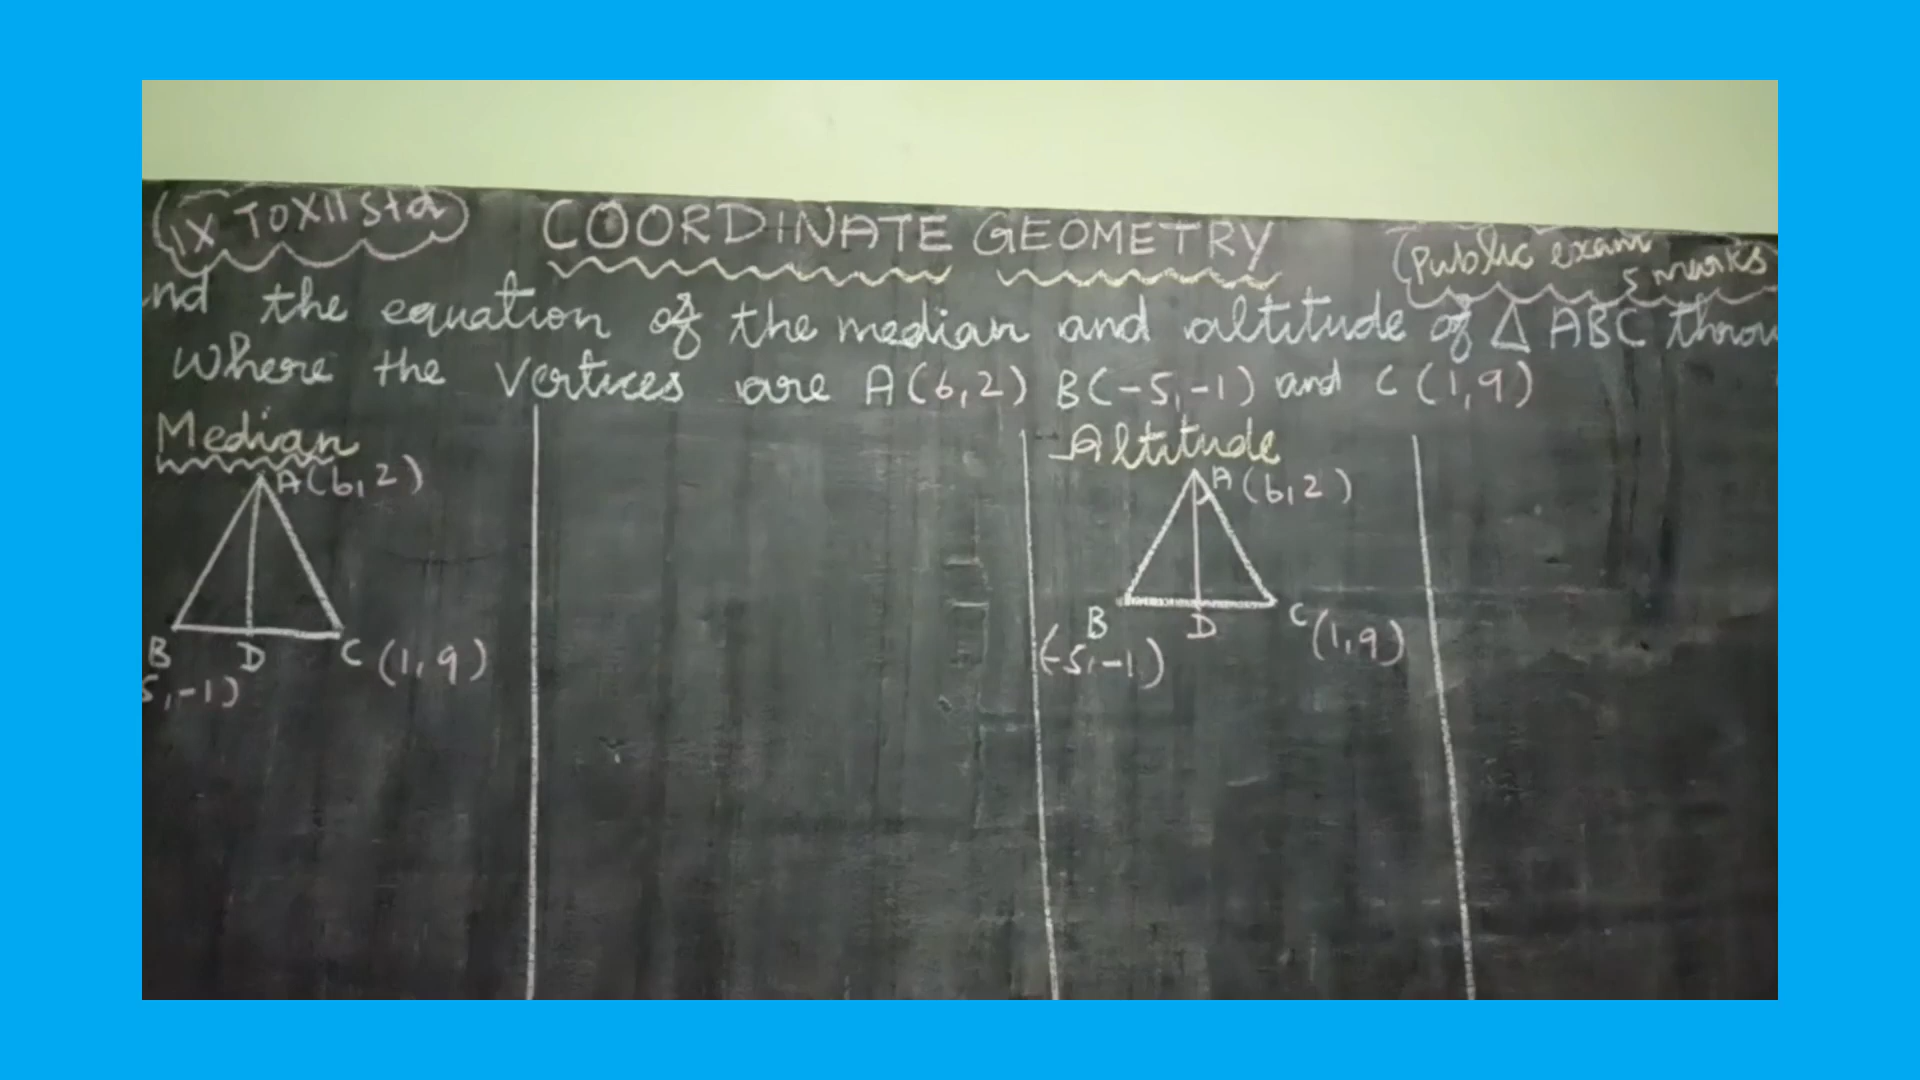 IX TO XII Std
COORDINATE GEOMETRY
(Public exam
5 marks)
nd the equation of the median and altitude of Δ ABC throu
Where the Vertices are A(6,2) B(-5,-1) and C(1,9)
Median
A(6,2)
B
D
C (1,9)
5,-1)
Altitude
A(6,2)
B
D
C (1,9)
(-5,-1)